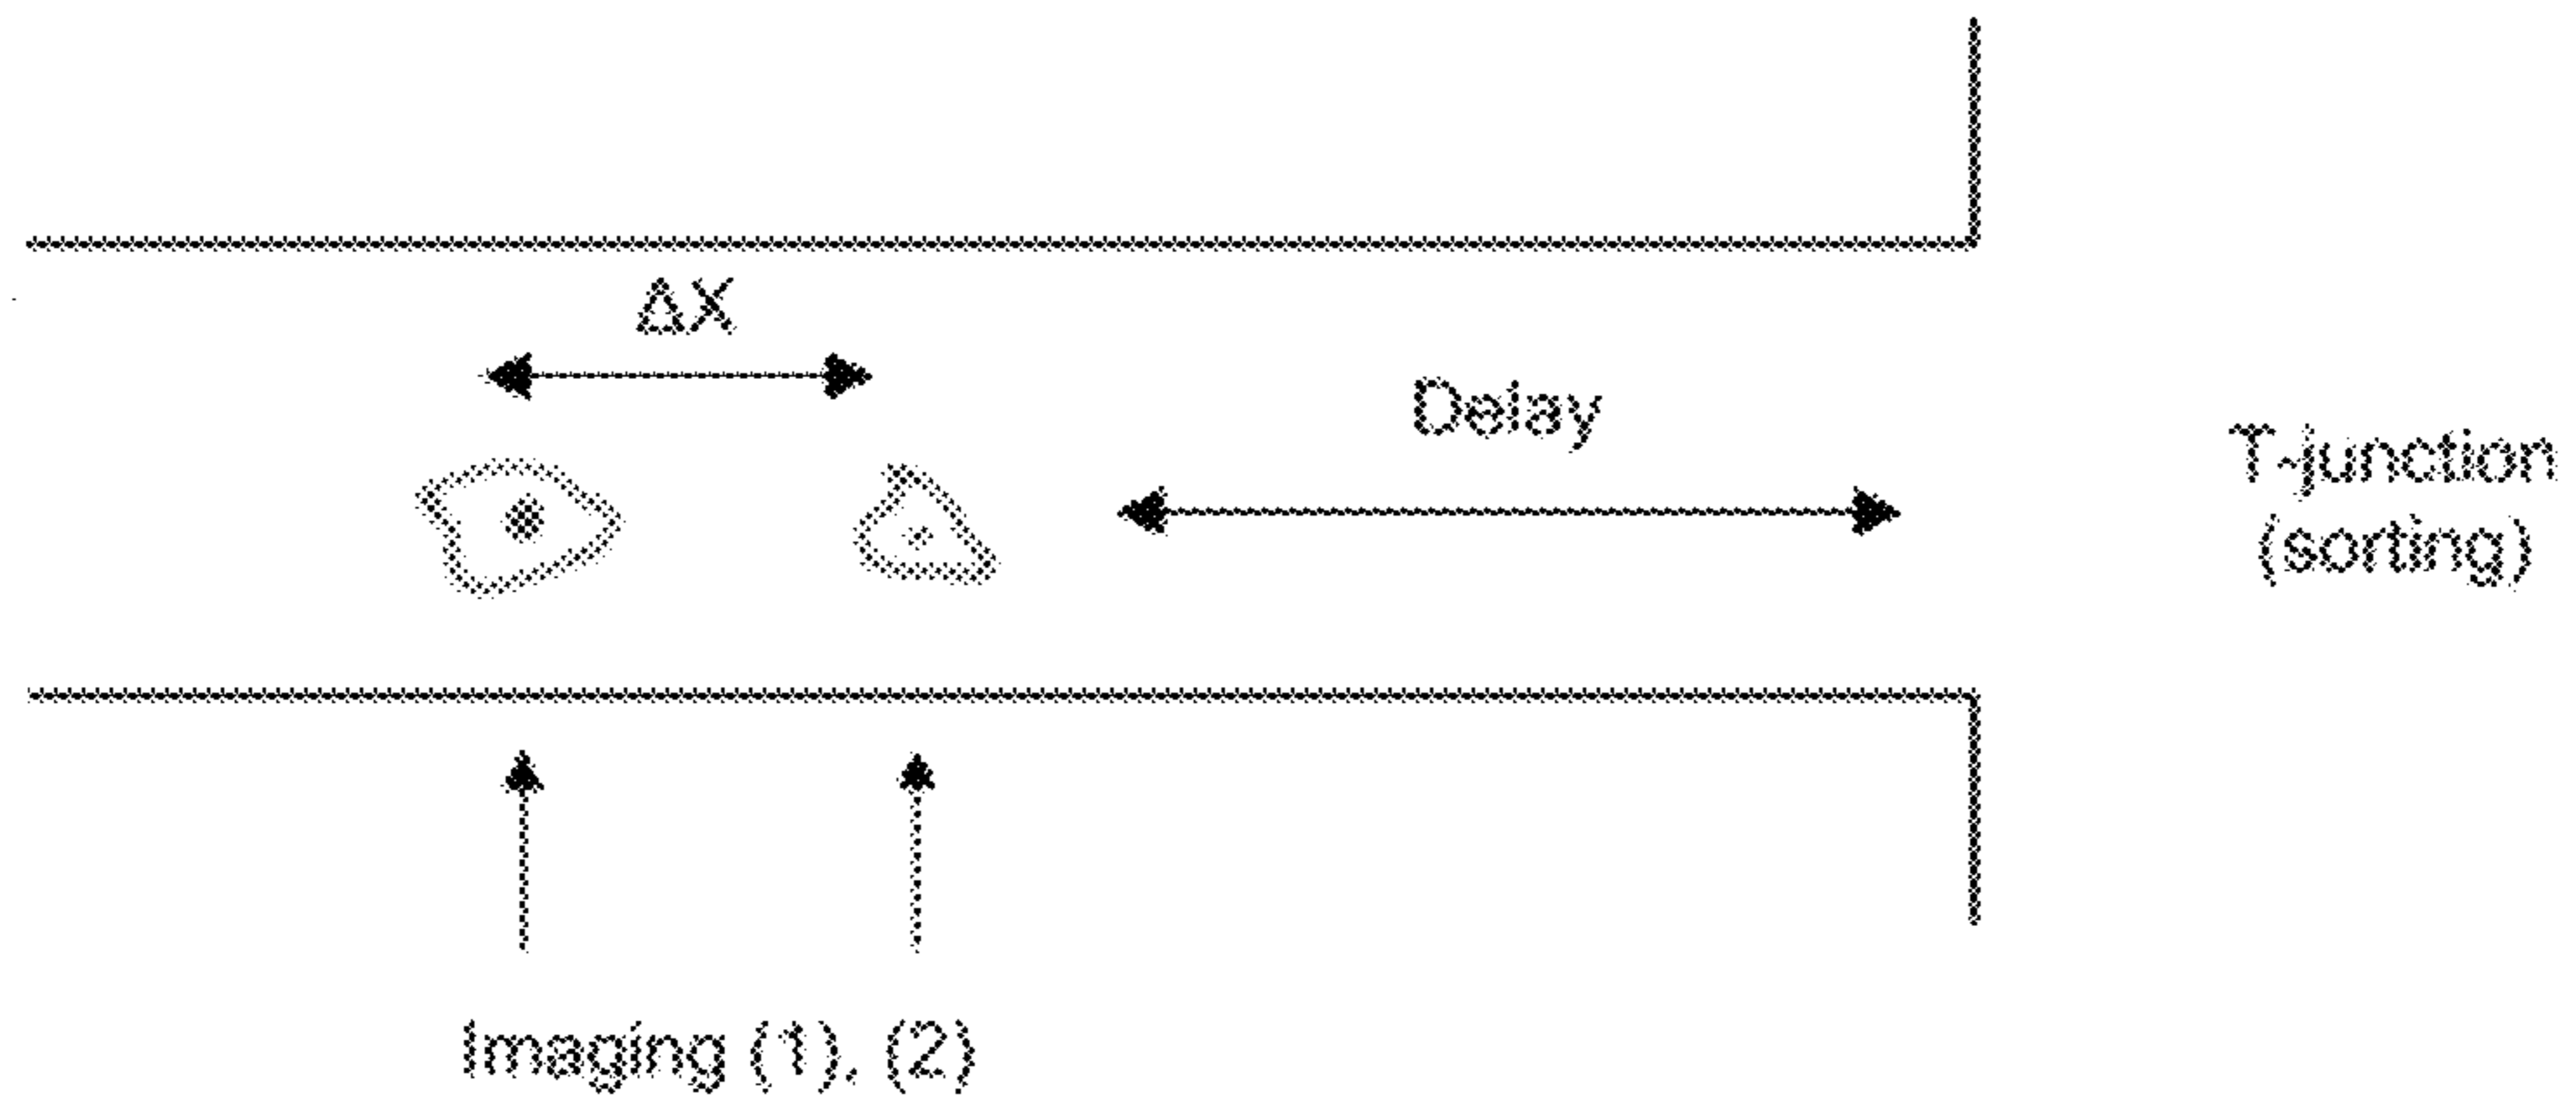 ΔX
Delay
T-junction
(sorting)
Imaging (1), (2)